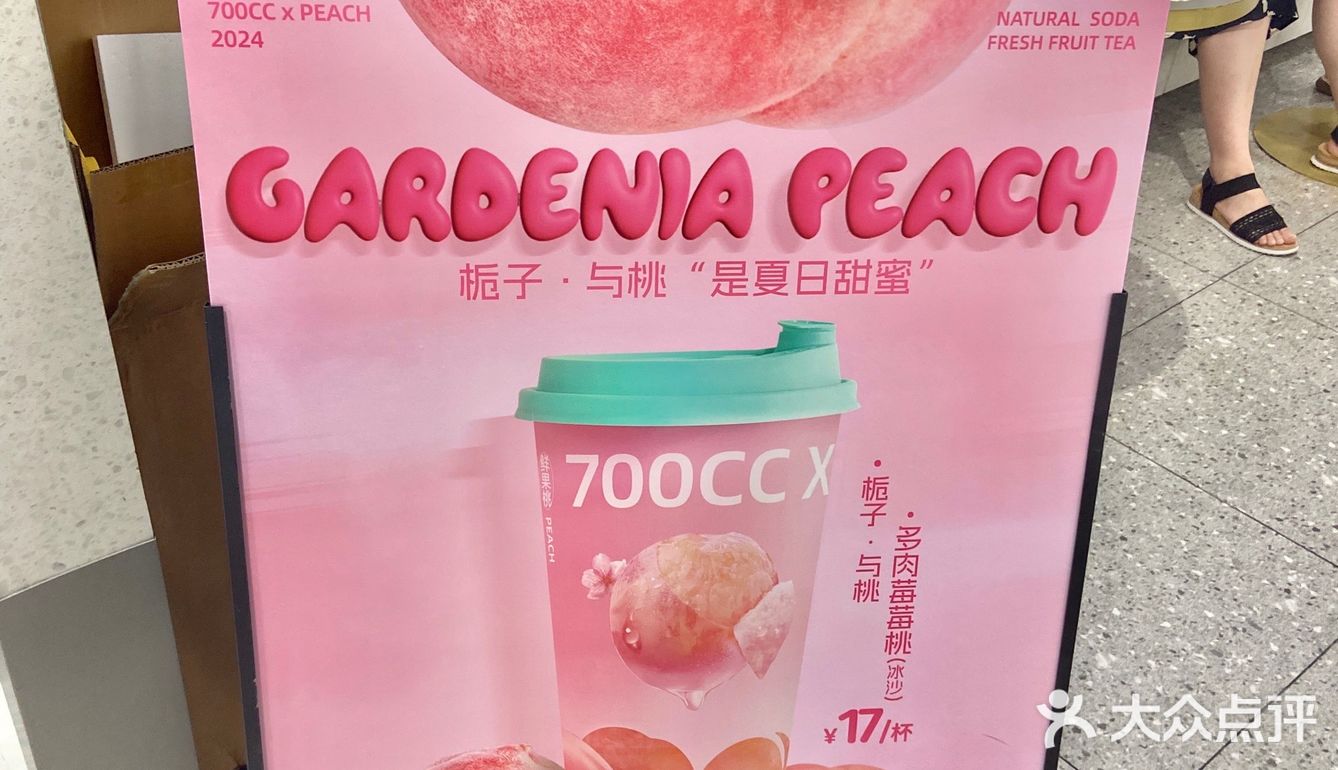 700CC x PEACH
2024
NATURAL SODA
FRESH FRUIT TEA
GARDENIA PEACH
栀子·与桃“是夏日甜蜜”
鲜果桃 PEACH
700CC X
·栀子·与桃
·多肉莓莓桃(冰沙)
¥17/杯
大众点评